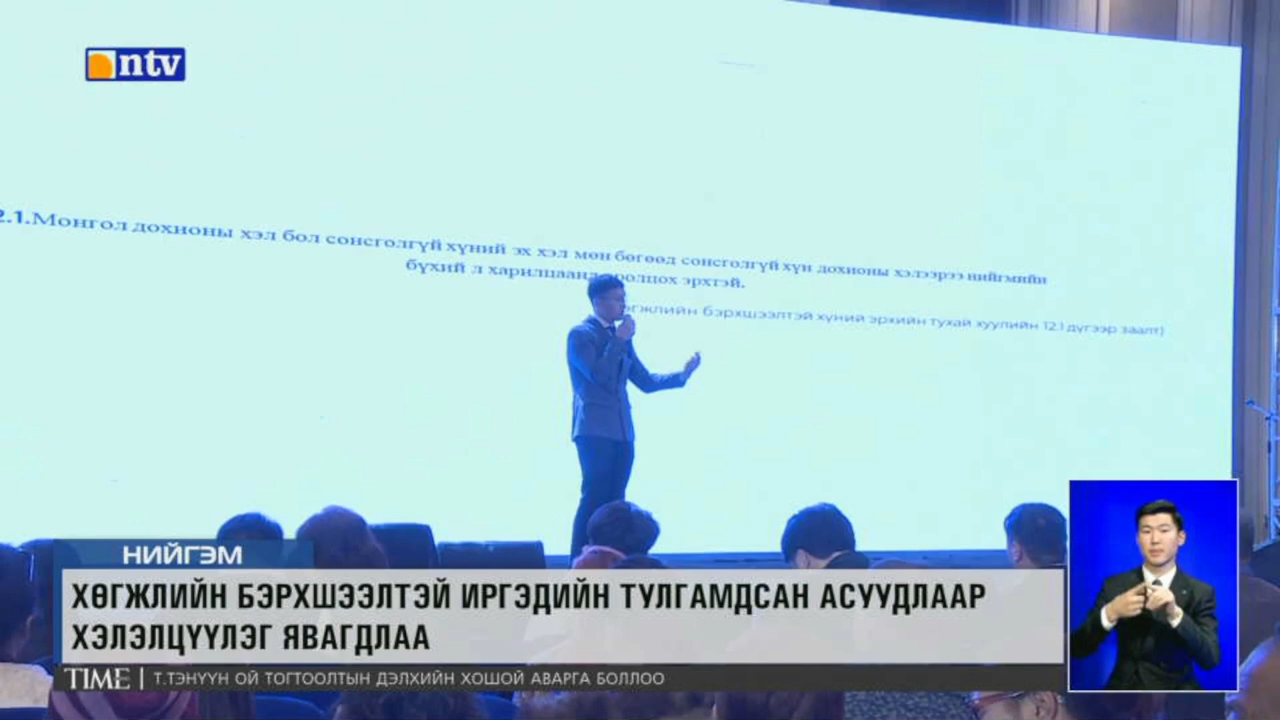 ntv
2.1.Монгол дохионы хэл бол сонсголгүй хүний эх хэл мөн бөгөөд сонсголгүй хүн дохионы хэлээрээ нийгмийн
бүхий л харилцаанд оролцох эрхтэй.
бэрхшээлтэй хүний эрхийн тухай хуулийн 12.1 дүгээр заалт)
НИЙГЭМ
ХӨГЖЛИЙН БЭРХШЭЭЛТЭЙ ИРГЭДИЙН ТУЛГАМДСАН АСУУДЛААР
ХЭЛЭЛЦҮҮЛЭГ ЯВАГДЛАА
TIME | Т.ТЭНҮҮН ОЙ ТОГТООЛТЫН ДЭЛХИЙН ХОШОЙ АВАРГА БОЛЛОО